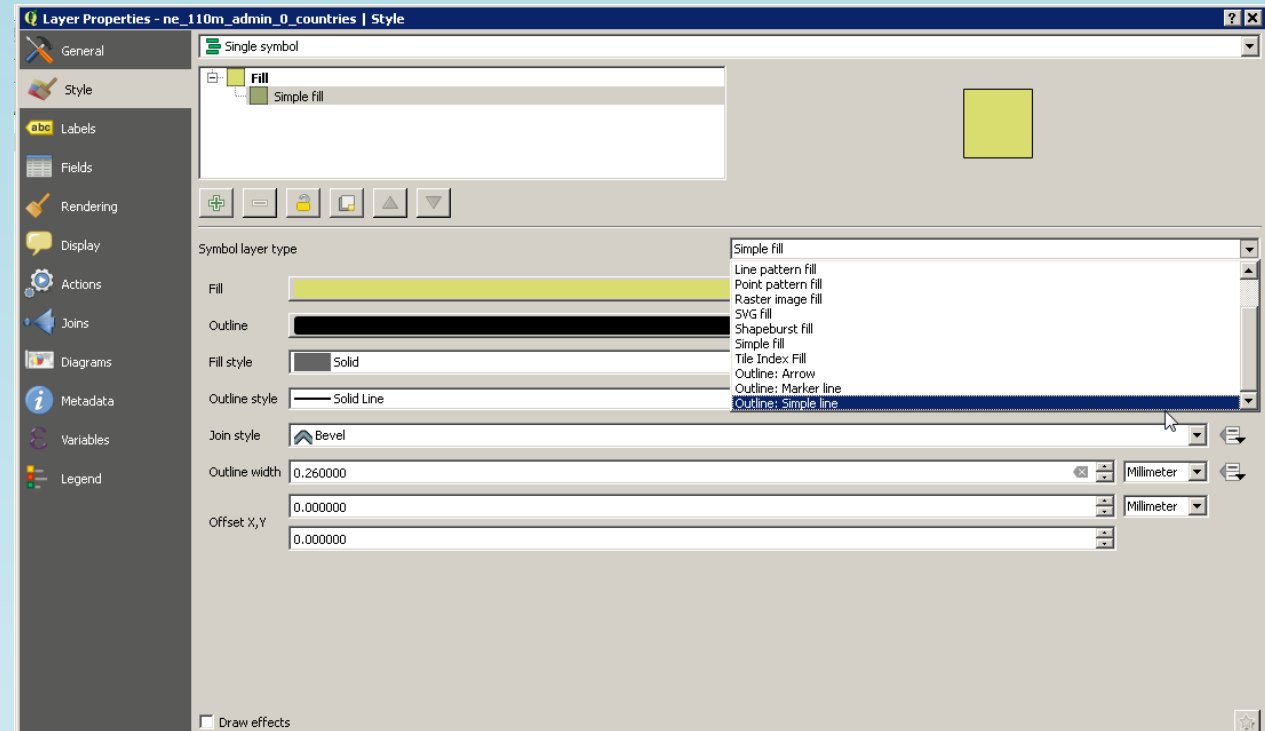 Layer Properties - ne_110m_admin_0_countries | Style
General
Style
abc Labels
Fields
Rendering
Display
Actions
Joins
Diagrams
Metadata
Variables
Legend
Single symbol
Fill
Simple fill
Symbol layer type
Simple fill
Line pattern fill
Point pattern fill
Raster image fill
SVG fill
Shapeburst fill
Simple fill
Tile Index Fill
Outline: Arrow
Outline: Marker line
Outline: Simple line
Fill
Outline
Fill style Solid
Outline style Solid Line
Join style Bevel
Outline width 0.260000 Millimeter
Offset X,Y
0.000000 Millimeter
0.000000
Draw effects